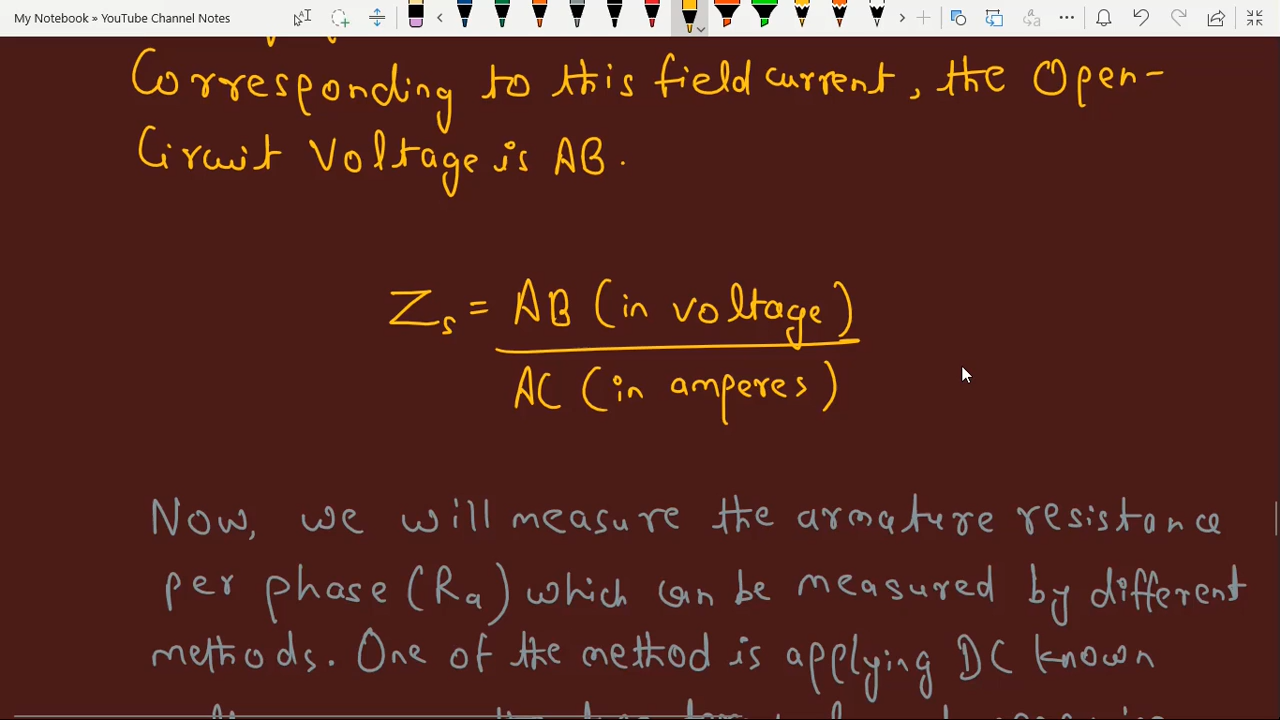 My Notebook » YouTube Channel Notes
Corresponding to this field current, the Open-
Circuit Voltage is AB.
Zs = AB (in voltage)
AC (in amperes)
Now, we will measure the armature resistance
per phase (Ra) which can be measured by different
methods. One of the method is applying DC known